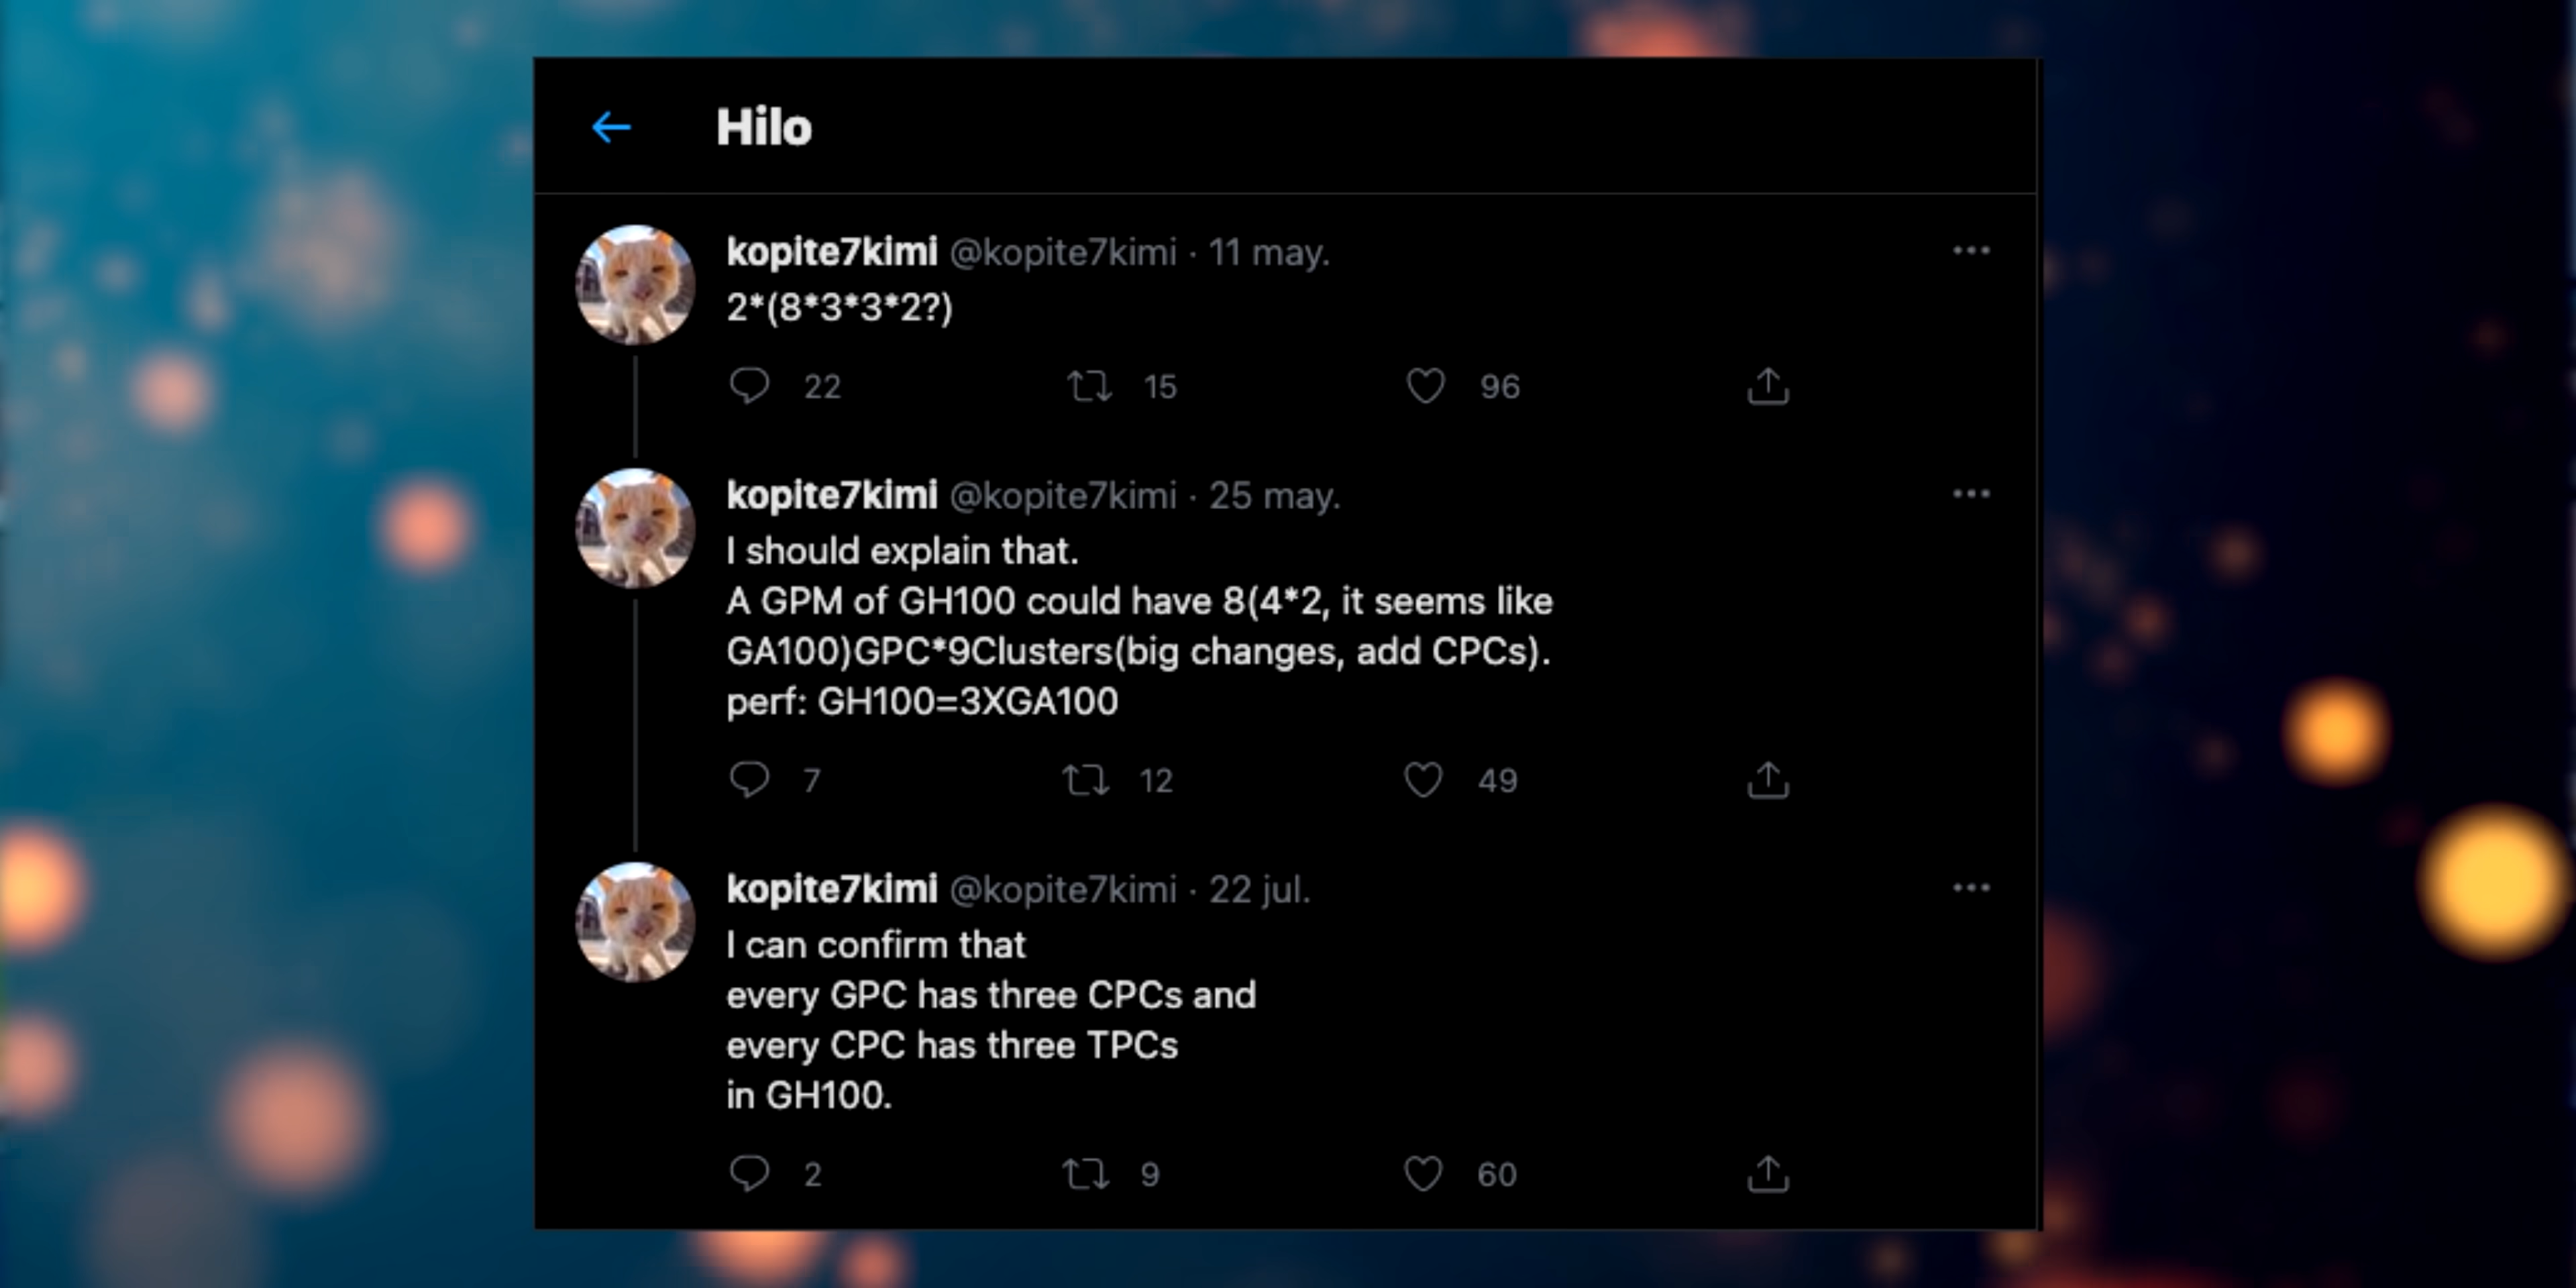 Hilo
kopite7kimi @kopite7kimi · 11 may.
2*(8*3*3*2?)
22 15 96
kopite7kimi @kopite7kimi · 25 may.
I should explain that.
A GPM of GH100 could have 8(4*2, it seems like
GA100)GPC*9Clusters(big changes, add CPCs).
perf: GH100=3XGA100
7 12 49
kopite7kimi @kopite7kimi · 22 jul.
I can confirm that
every GPC has three CPCs and
every CPC has three TPCs
in GH100.
2 9 60